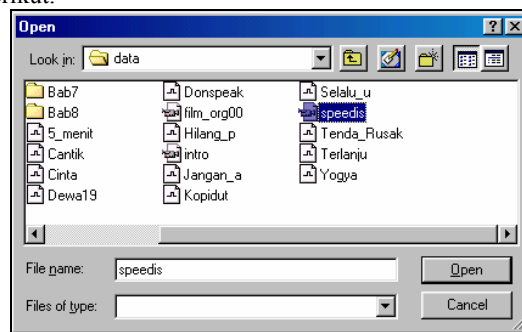 berikut.
Open
Look in: data
Bab7 Donspeak Selalu_u
Bab8 film_org00 speedis
5_menit Hilang_p Tenda_Rusak
Cantik intro Terlanju
Cinta Jangan_a Yogya
Dewa19 Kopidut
File name: speedis Open
Files of type: Cancel